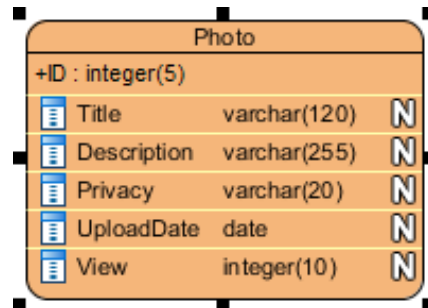 Photo
+ID : integer(5)
Title varchar(120) N
Description varchar(255) N
Privacy varchar(20) N
UploadDate date N
View integer(10) N